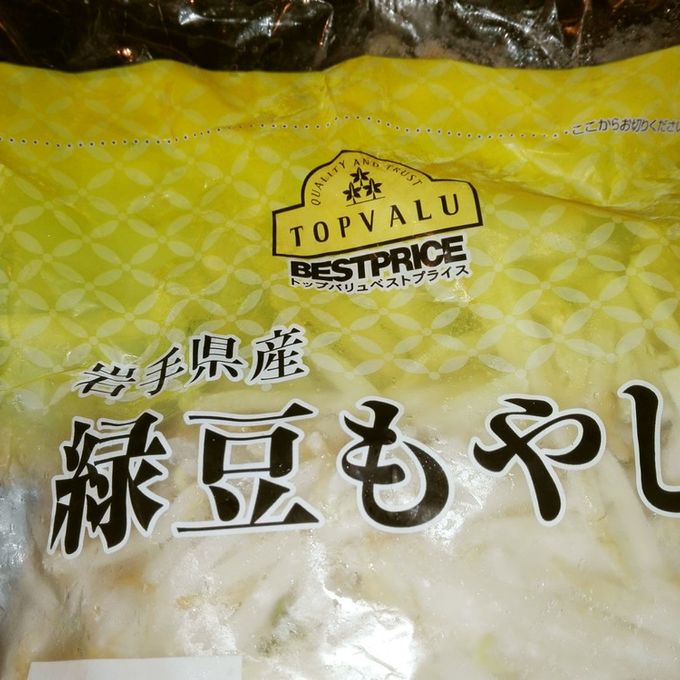 ここからお切りください
QUALITY AND TRUST
TOPVALU
BESTPRICE
トップバリュベストプライス
岩手県産
緑豆もやし